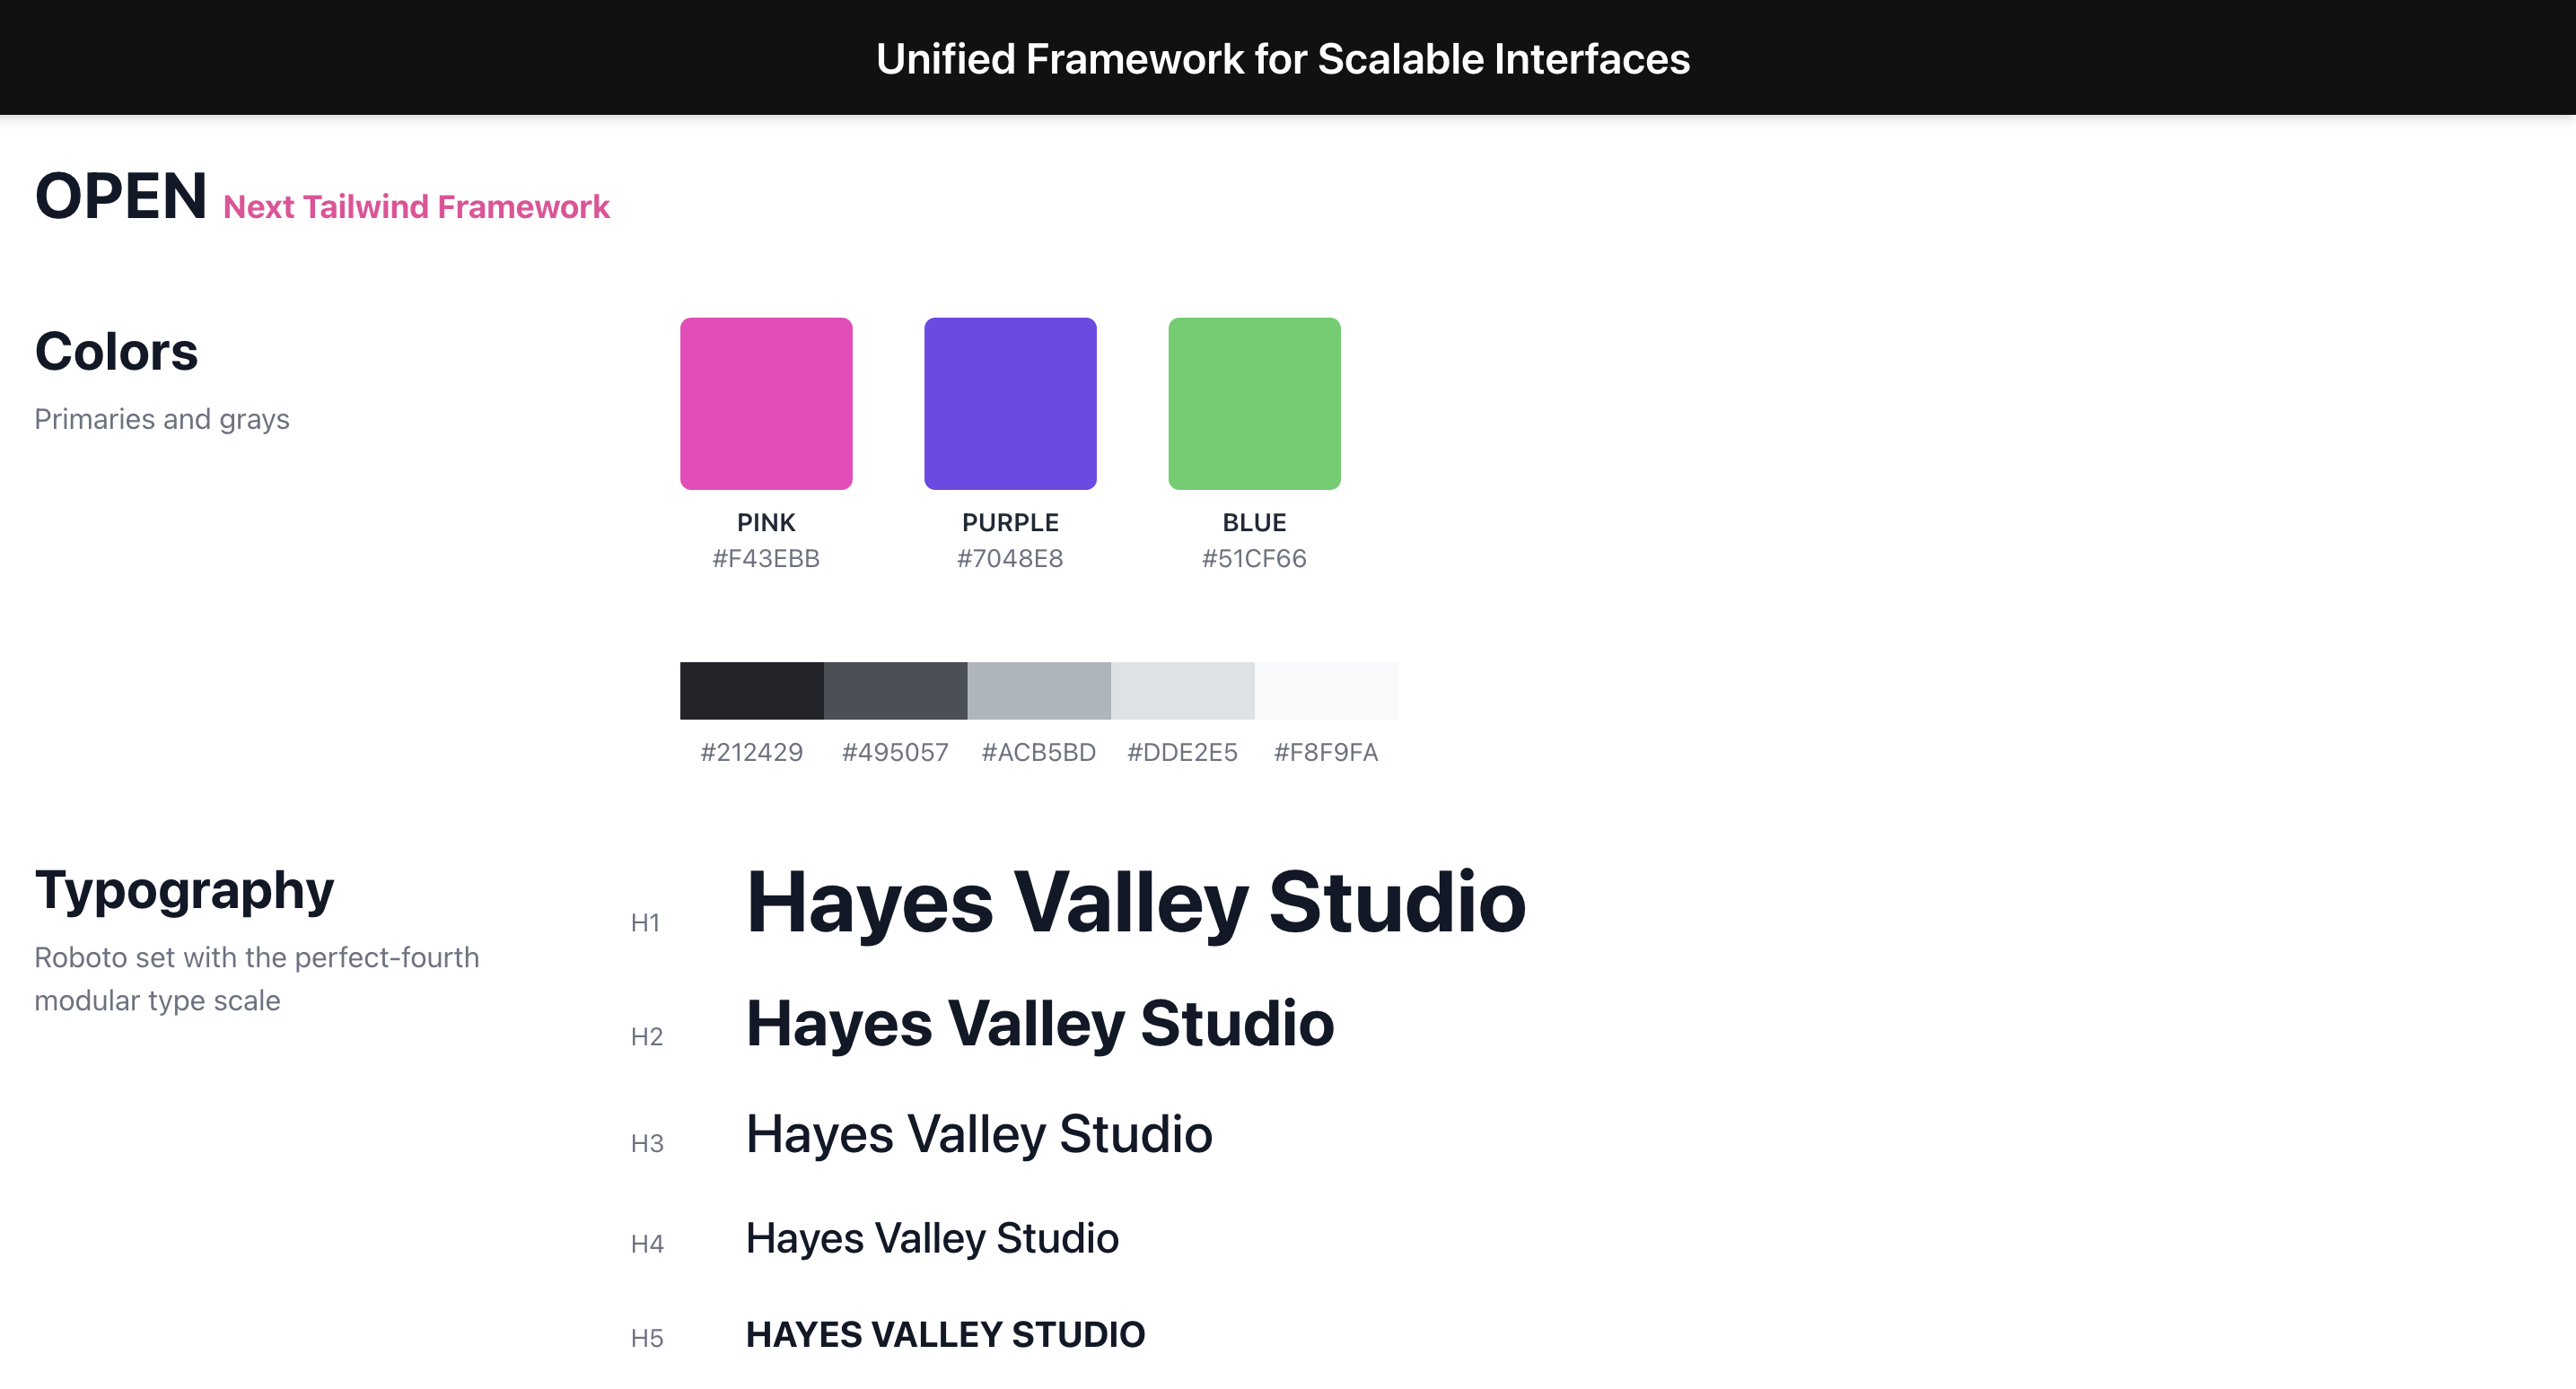 Unified Framework for Scalable Interfaces
OPEN Next Tailwind Framework
Colors
Primaries and grays
PINK
#F43EBB
PURPLE
#7048E8
BLUE
#51CF66
#212429
#495057
#ACB5BD
#DDE2E5
#F8F9FA
Typography
Roboto set with the perfect-fourth
modular type scale
H1 Hayes Valley Studio
H2 Hayes Valley Studio
H3 Hayes Valley Studio
H4 Hayes Valley Studio
H5 HAYES VALLEY STUDIO